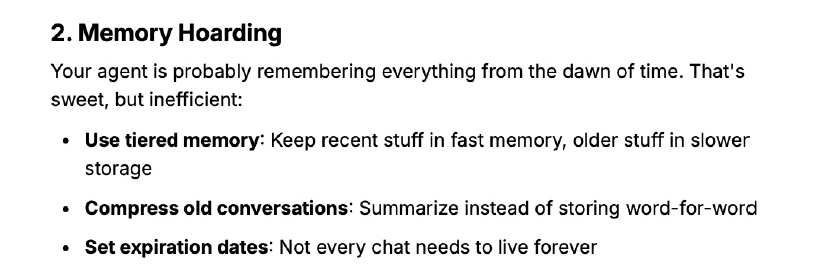 2. Memory Hoarding
Your agent is probably remembering everything from the dawn of time. That's
sweet, but inefficient:
• Use tiered memory: Keep recent stuff in fast memory, older stuff in slower
storage
• Compress old conversations: Summarize instead of storing word-for-word
• Set expiration dates: Not every chat needs to live forever